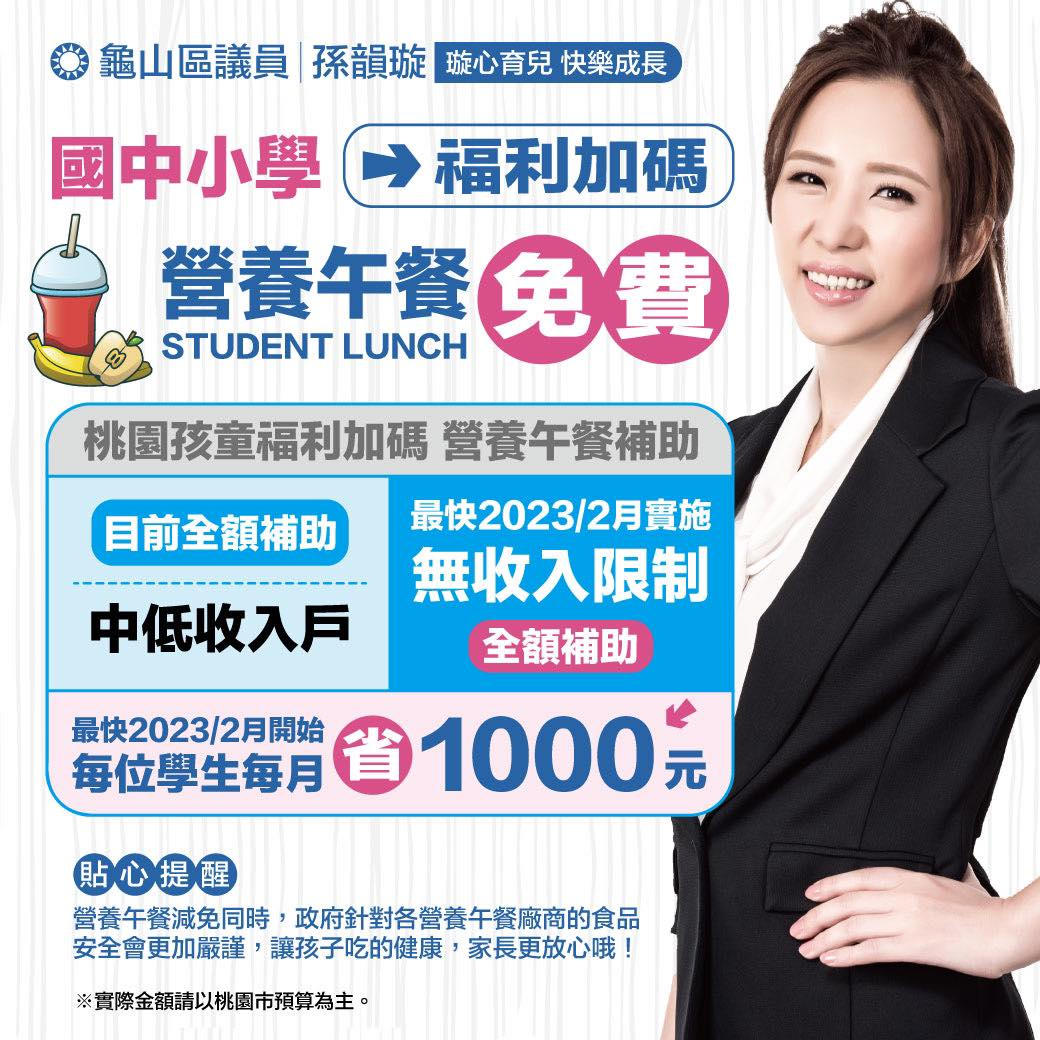 龜山區議員 孫韻璇 璇心育兒 快樂成長
國中小學 福利加碼
營養午餐 免費
STUDENT LUNCH
桃園孩童福利加碼 營養午餐補助
目前全額補助
中低收入戶
最快2023/2月實施
無收入限制
全額補助
最快2023/2月開始
每位學生每月 省 1000元
貼心提醒
營養午餐減免同時，政府針對各營養午餐廠商的食品
安全會更加嚴謹，讓孩子吃的健康，家長更放心哦！
※實際金額請以桃園市預算為主。